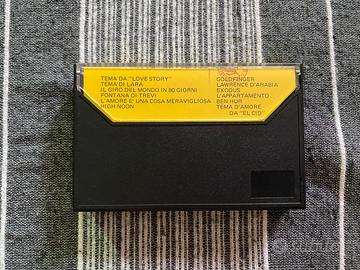 TEMA DA "LOVE STORY"
TEMA DI LARA
IL GIRO DEL MONDO IN 80 GIORNI
FONTANA DI TREVI
L'AMORE E' UNA COSA MERAVIGLIOSA
HIGH NOON
GOLDFINGER
LAWRENCE D'ARABIA
EXODUS
L'APPARTAMENTO
BEN HUR
TEMA D'AMORE
DA "EL CID"
subito